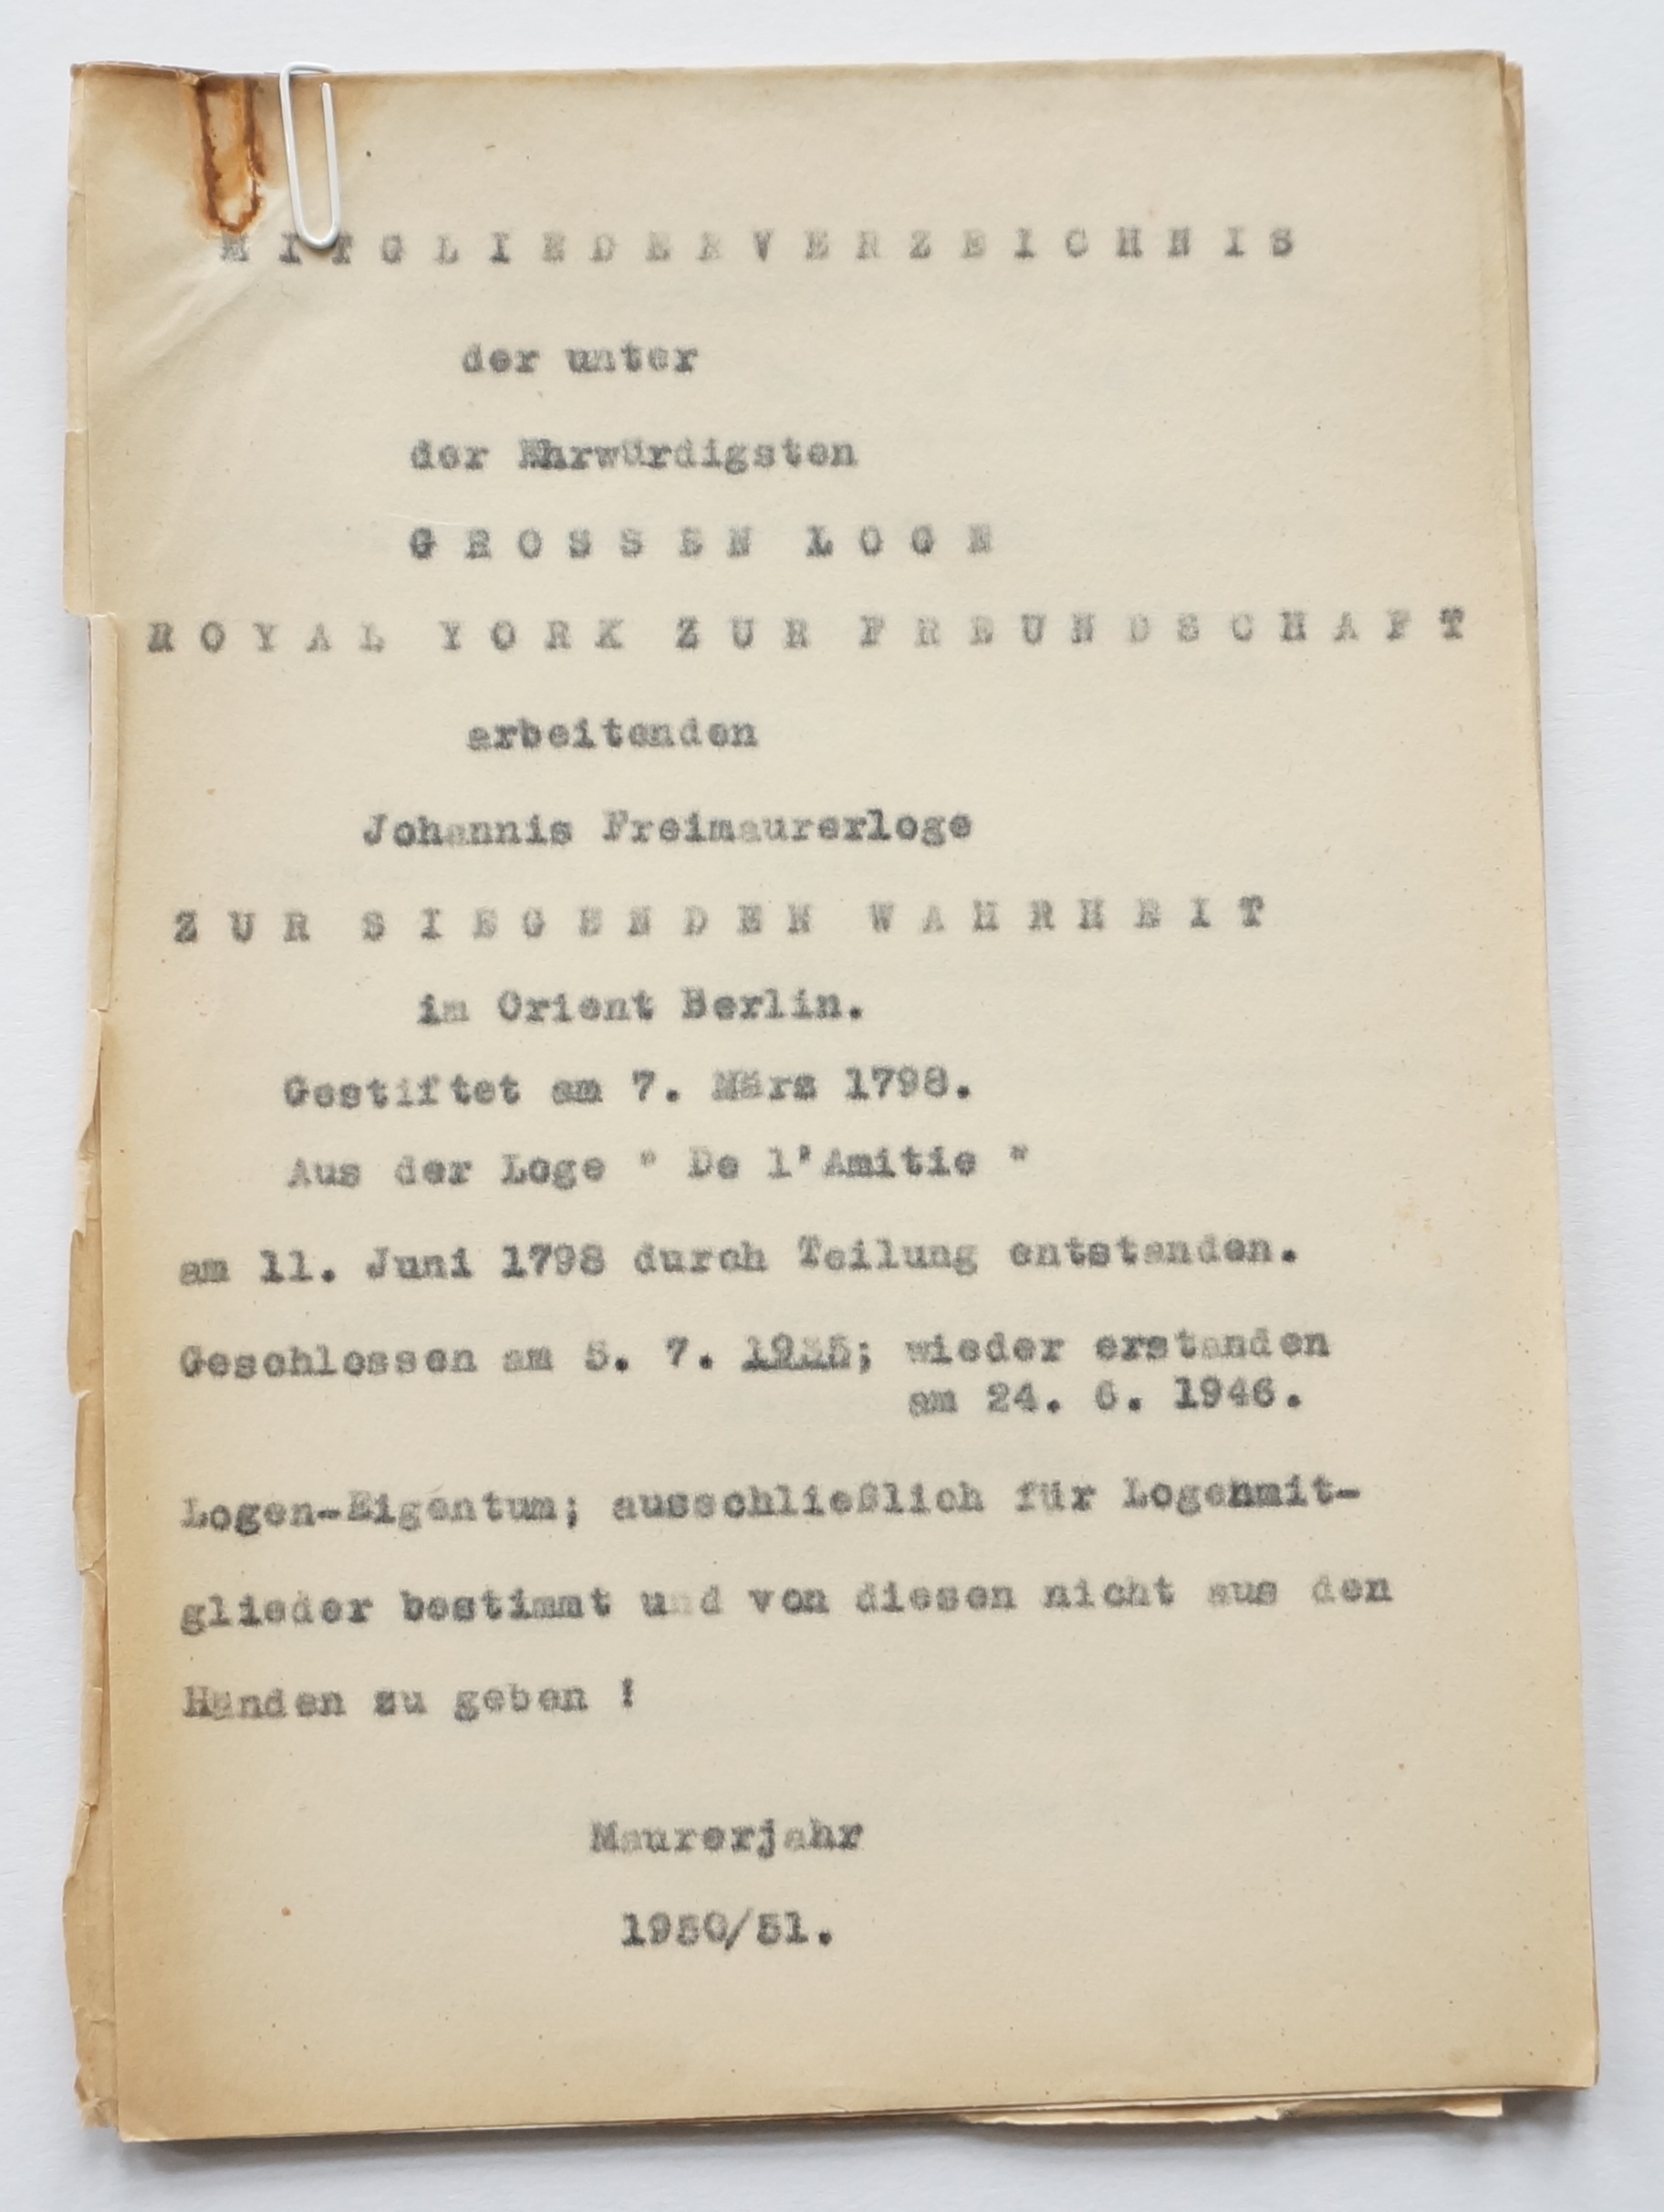 MITGLIEDERVERZEICHNIS
der unter
der Ehrwürdigsten
GROSSEN LOGE
ROYAL YORK ZUR FREUNDSCHAFT
arbeitenden
Johannis Freimaurerloge
ZUR SIEGENDEN WAHRHEIT
im Orient Berlin.
Gestiftet am 7. März 1798.
Aus der Loge " De l'Amitie "
am 11. Juni 1798 durch Teilung entstanden.
Geschlossen am 5. 7. 1935; wieder erstanden
am 24. 6. 1946.
Logen-Eigentum; ausschließlich für Logenmit-
glieder bestimmt und von diesen nicht aus den
Händen zu geben !
Maurerjahr
1950/51.